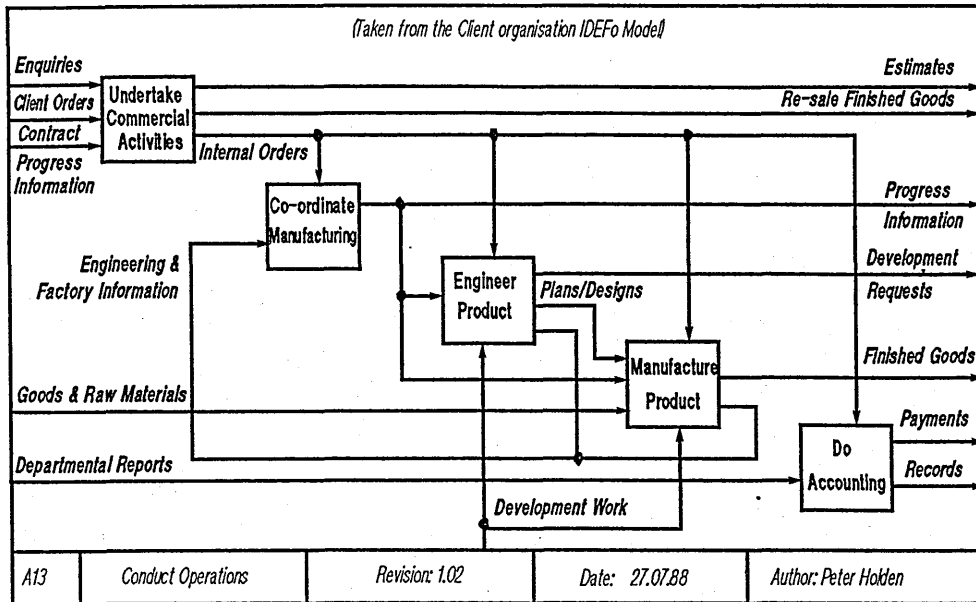 (Taken from the Client organisation IDEFo Model)
Enquiries
Client Orders
Contract
Progress
Information
Undertake
Commercial
Activities
Estimates
Re-sale Finished Goods
Internal Orders
Co-ordinate
Manufacturing
Progress
Information
Engineering &
Factory Information
Engineer
Product
Plans/Designs
Development
Requests
Manufacture
Product
Finished Goods
Goods & Raw Materials
Departmental Reports
Do
Accounting
Payments
Records
Development Work
A13
Conduct Operations
Revision: 1.02
Date: 27.07.88
Author: Peter Holden